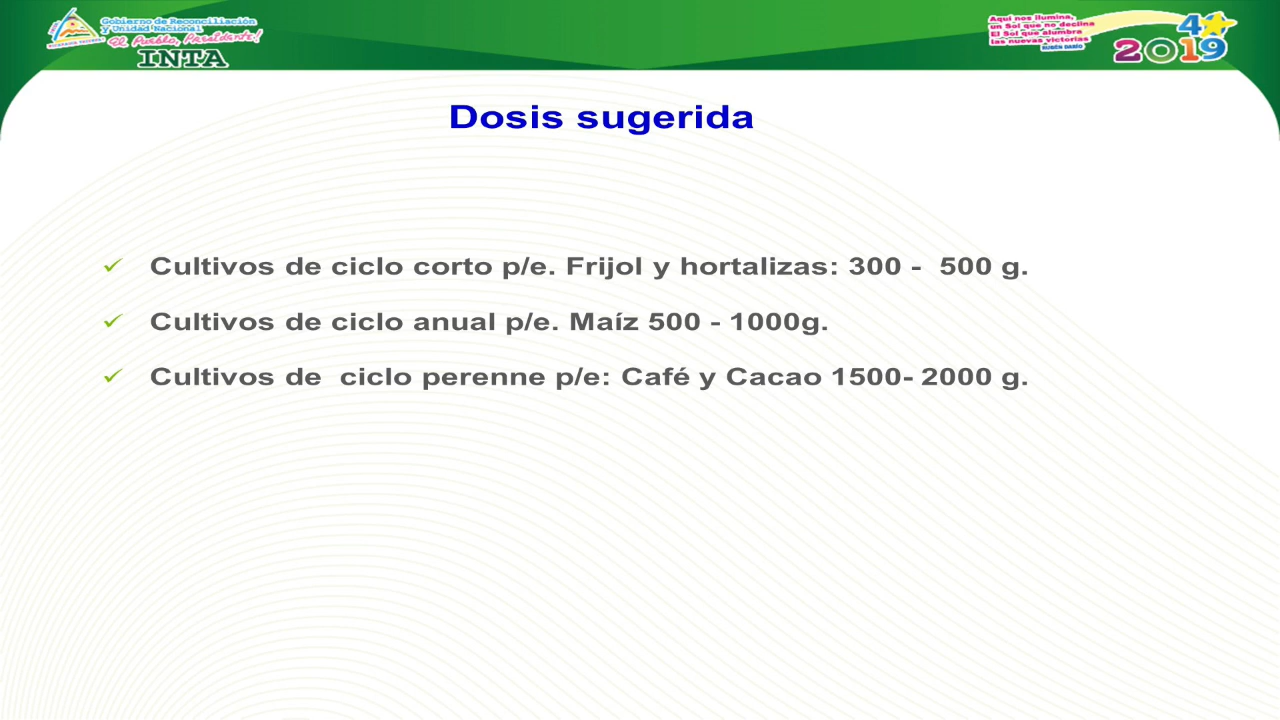 Gobierno de Reconciliación
y Unidad Nacional
El Pueblo, Presidente!
INTA
Aquí nos ilumina,
un Sol que no declina
El Sol que alumbra
las nuevas victorias
RUBÉN DARÍO
40
2019
Dosis sugerida
Cultivos de ciclo corto p/e. Frijol y hortalizas: 300 -  500 g.
Cultivos de ciclo anual p/e. Maíz 500 - 1000g.
Cultivos de  ciclo perenne p/e: Café y Cacao 1500- 2000 g.